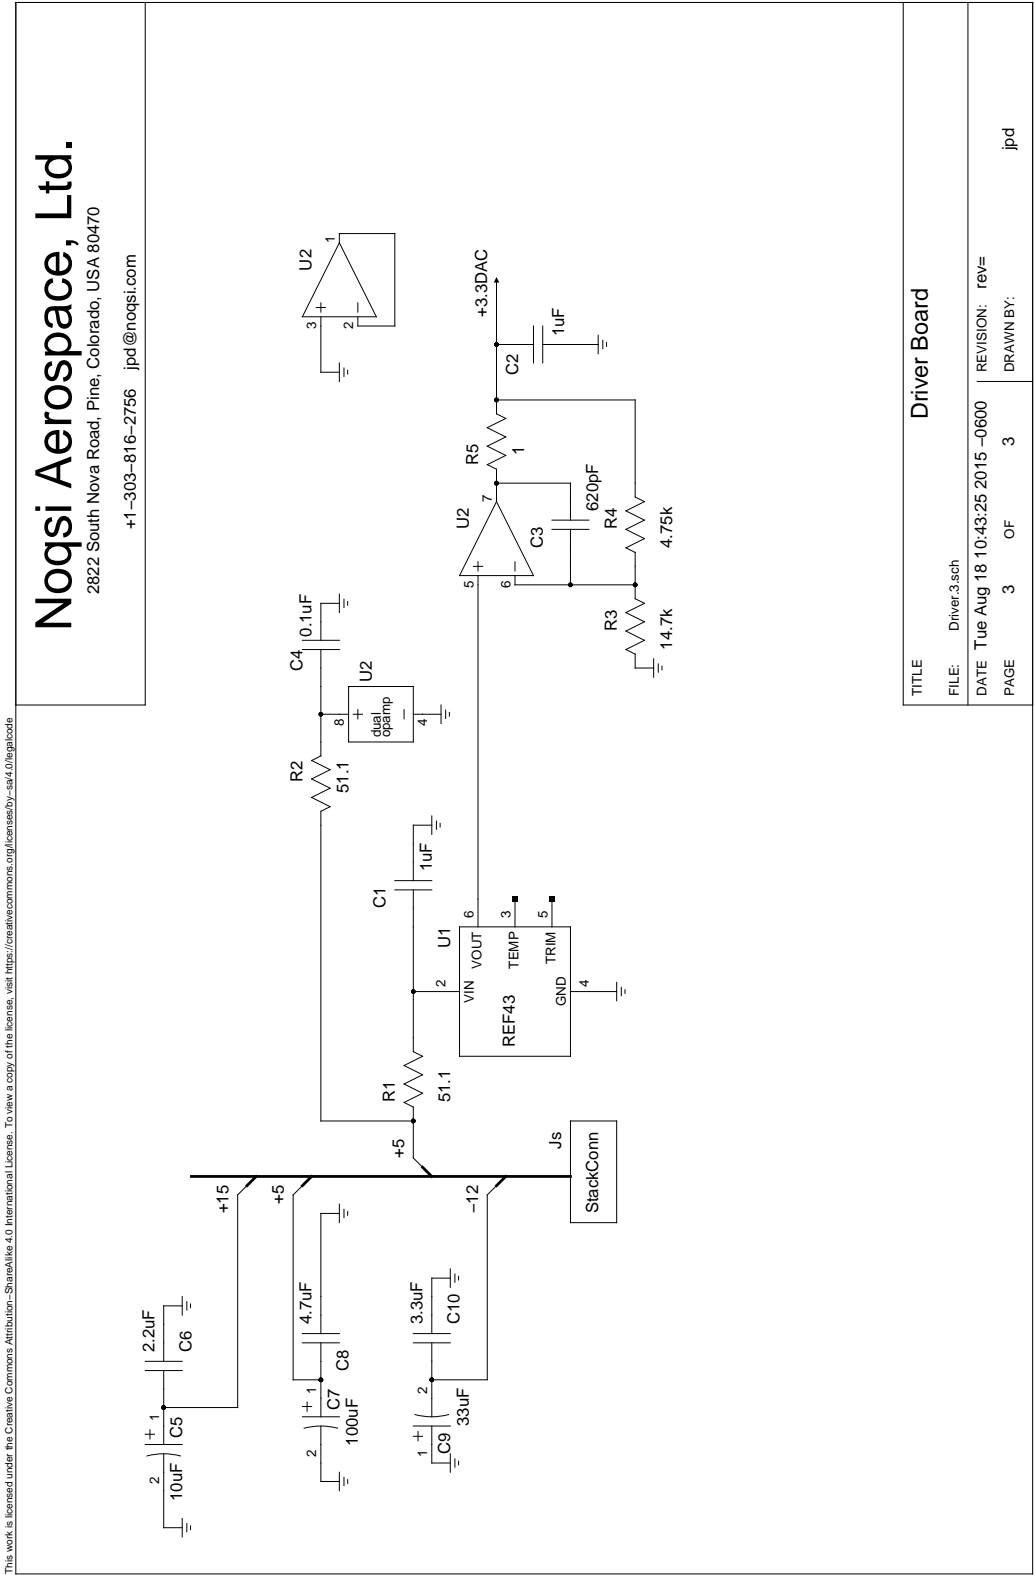 This work is licensed under the Creative Commons Attribution−ShareAlike 4.0 International License. To view a copy of the license, visit https://creativecommons.org/licenses/by−sa/4.0/legalcode
Noqsi Aerospace, Ltd.
2822 South Nova Road, Pine, Colorado, USA 80470
+1−303−816−2756 jpd@noqsi.com
2.2uF
C6
1
+
C5
2
10uF
+15
+5
4.7uF
C8
1
+
C7
100uF
2
3.3uF
C10
2
33uF
1
+
C9
−12
+5
Js
StackConn
R1
51.1
C1
1uF
R2
51.1
C4
0.1uF
U2
8
+
dual
opamp
−
4
U1
2
VIN
VOUT
6
TEMP
3
TRIM
5
GND
4
REF43
U2
3
+
2
−
1
U2
5
+
6
−
7
R5
1
C3
620pF
R4
4.75k
R3
14.7k
C2
1uF
+3.3DAC
TITLE
Driver Board
FILE: Driver.3.sch
DATE Tue Aug 18 10:43:25 2015 −0600
REVISION: rev=
PAGE 3 OF 3
DRAWN BY: jpd